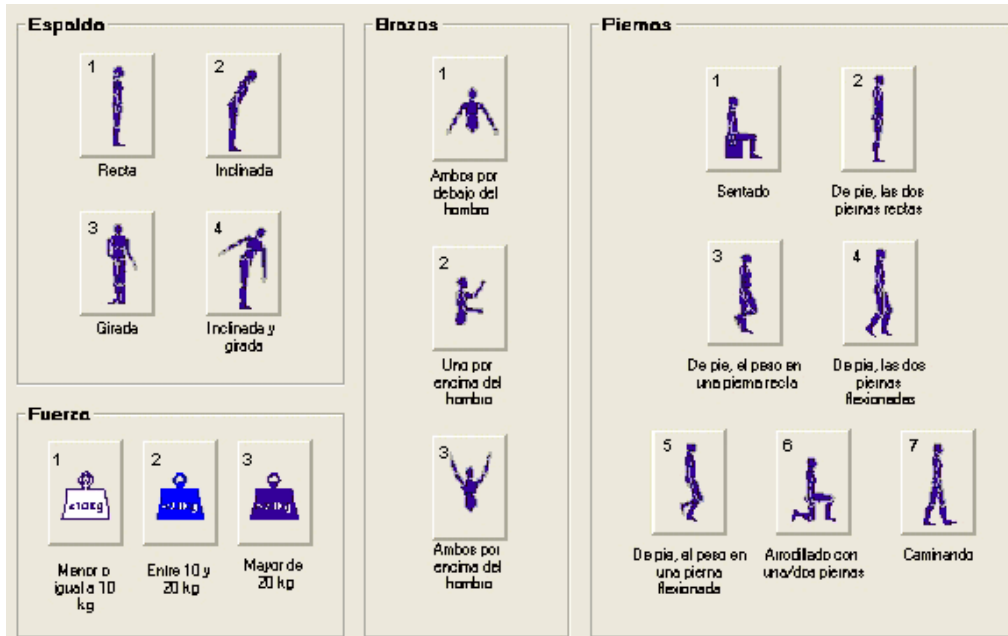 Espalda
1
2
Recta
Inclinada
3
4
Girada
Inclinada y
girada
Fuerza
1
2
3
<10Kg
Menor o
igual a 10
kg
Entre 10 y
20 kg
Mayor de
20 kg
Brazos
1
Ambos por
debajo del
hombro
2
Uno por
encima del
hombro
3
Ambos por
encima del
hombro
Piernas
1
2
Sentado
De pie, las dos
piernas rectas
3
4
De pie, el peso en
una pierna recta
De pie, las dos
piernas
flexionadas
5
6
7
De pie, el peso en
una pierna
flexionada
Arrodillado con
una/dos piernas
Caminando